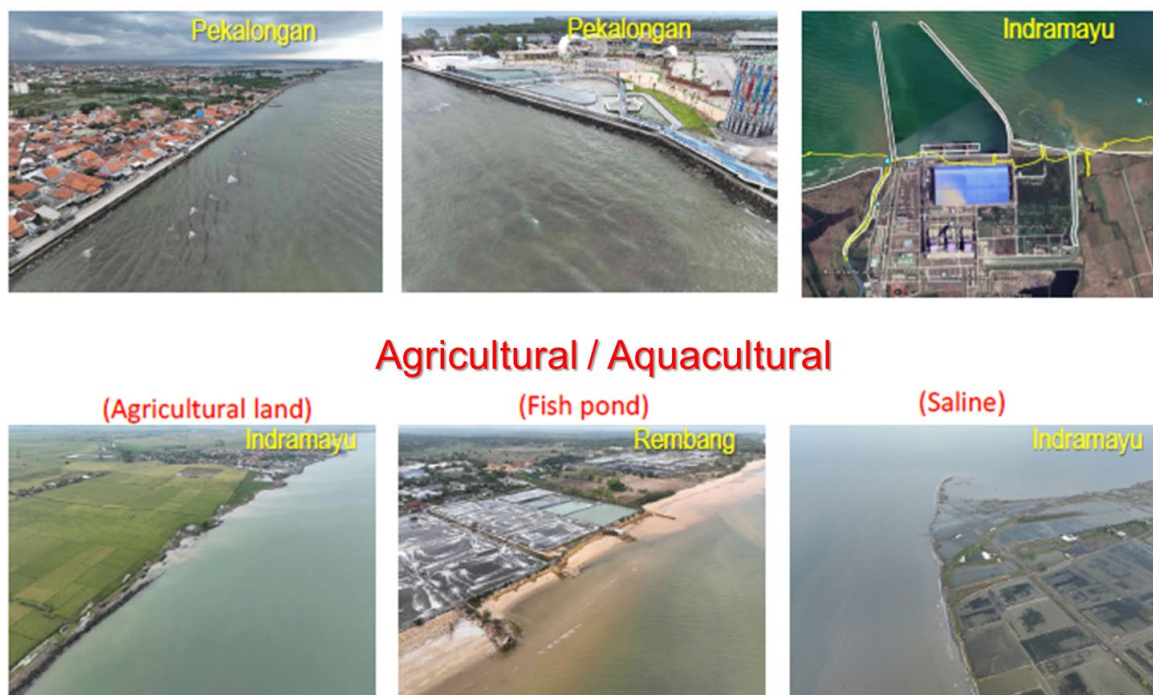 Pekalongan
Pekalongan
Indramayu
Agricultural / Aquacultural
(Agricultural land)
(Fish pond)
(Saline)
Indramayu
Rembang
Indramayu